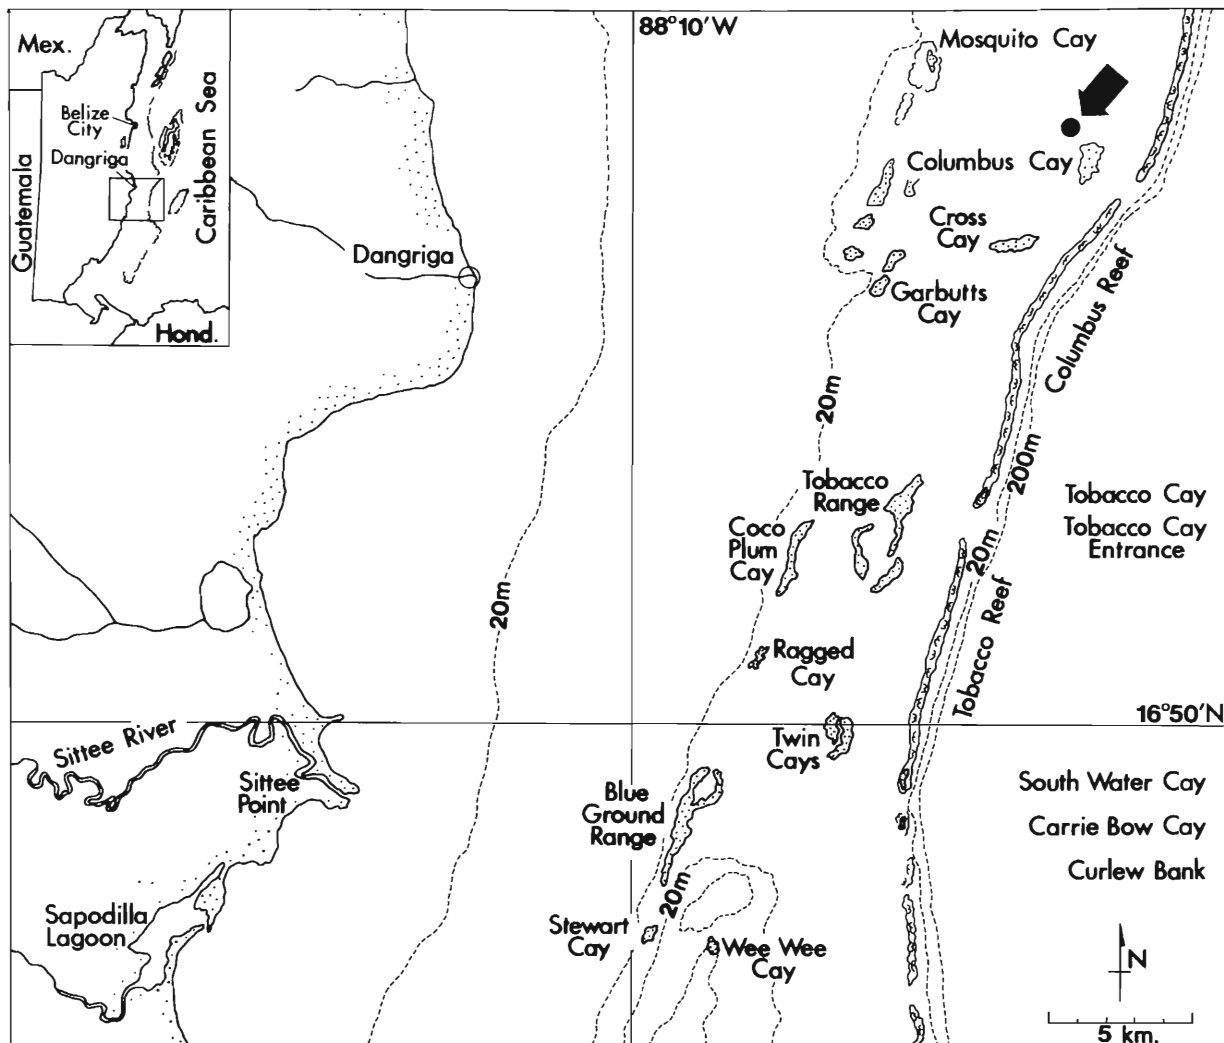 Mex.
Belize
City
Dangriga
Guatemala
Caribbean Sea
Hond.
88°10'W
Mosquito Cay
Columbus Cay
Cross
Cay
Garbutts
Cay
Dangriga
Columbus Reef
20m
200m
Tobacco
Range
Tobacco Cay
Tobacco Cay
Entrance
Coco
Plum
Cay
20m
20m
Tobacco Reef
Ragged
Cay
16°50'N
Twin
Cays
Sittee River
Sittee
Point
Blue
Ground
Range
South Water Cay
Carrie Bow Cay
Curlew Bank
20m
Sapodilla
Lagoon
Stewart
Cay
Wee Wee
Cay
N
5 km.